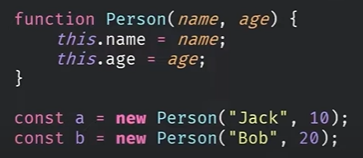 function Person(name, age) {
    this.name = name;
    this.age = age;
}

const a = new Person("Jack", 10);
const b = new Person("Bob", 20);